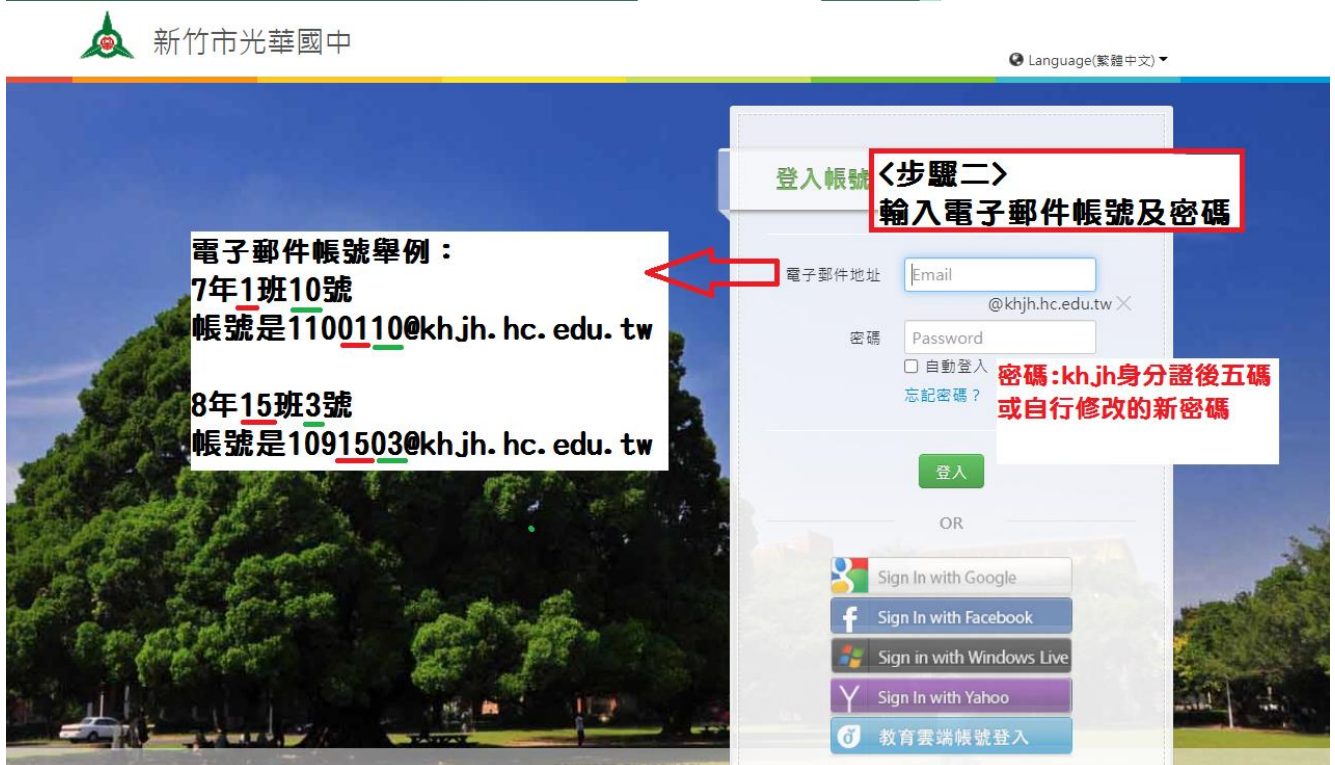 新竹市光華國中
Language(繁體中文)
登入帳號
<步驟二>
輸入電子郵件帳號及密碼
電子郵件帳號舉例：
7年1班10號
帳號是1100110@khjh.hc.edu.tw
8年15班3號
帳號是1091503@khjh.hc.edu.tw
電子郵件地址
Email
@khjh.hc.edu.tw
密碼
Password
自動登入
忘記密碼？
密碼:khjh身分證後五碼
或自行修改的新密碼
登入
OR
Sign In with Google
Sign In with Facebook
Sign in with Windows Live
Sign In with Yahoo
教育雲端帳號登入